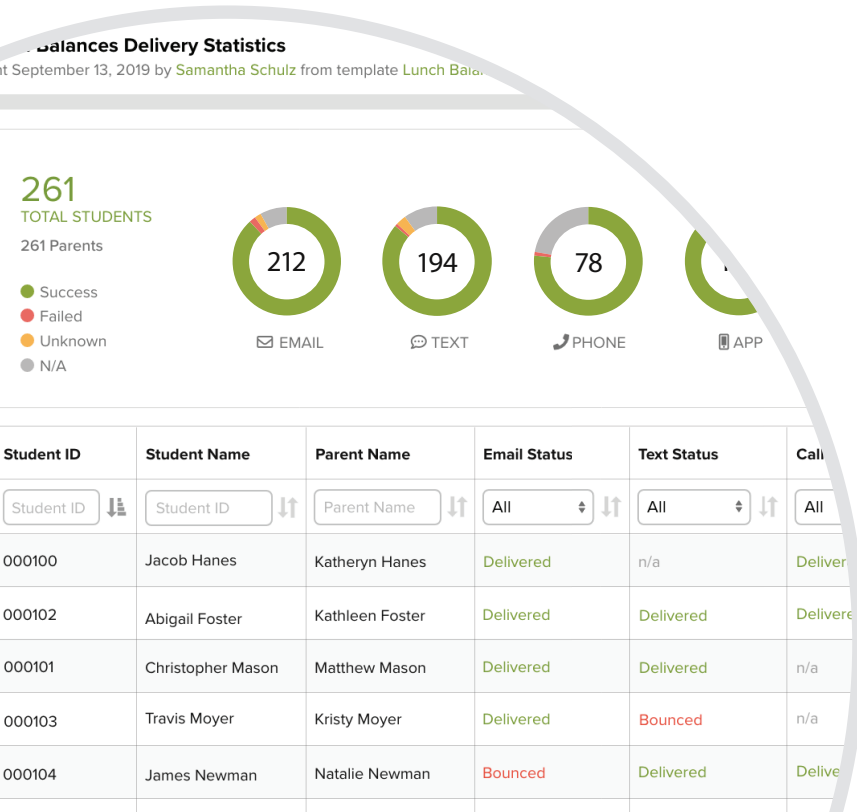 Balances Delivery Statistics
September 13, 2019 by Samantha Schulz from template Lunch
261
TOTAL STUDENTS
261 Parents
Success
Failed
Unknown
N/A
212
EMAIL
194
TEXT
78
PHONE
APP
Student ID Student Name Parent Name Email Status Text Status Call
Student ID Student ID Parent Name All All All
000100 Jacob Hanes Katheryn Hanes Delivered n/a
000102 Abigail Foster Kathleen Foster Delivered Delivered
000101 Christopher Mason Matthew Mason Delivered Delivered n/a
000103 Travis Moyer Kristy Moyer Delivered Bounced n/a
000104 James Newman Natalie Newman Bounced Delivered